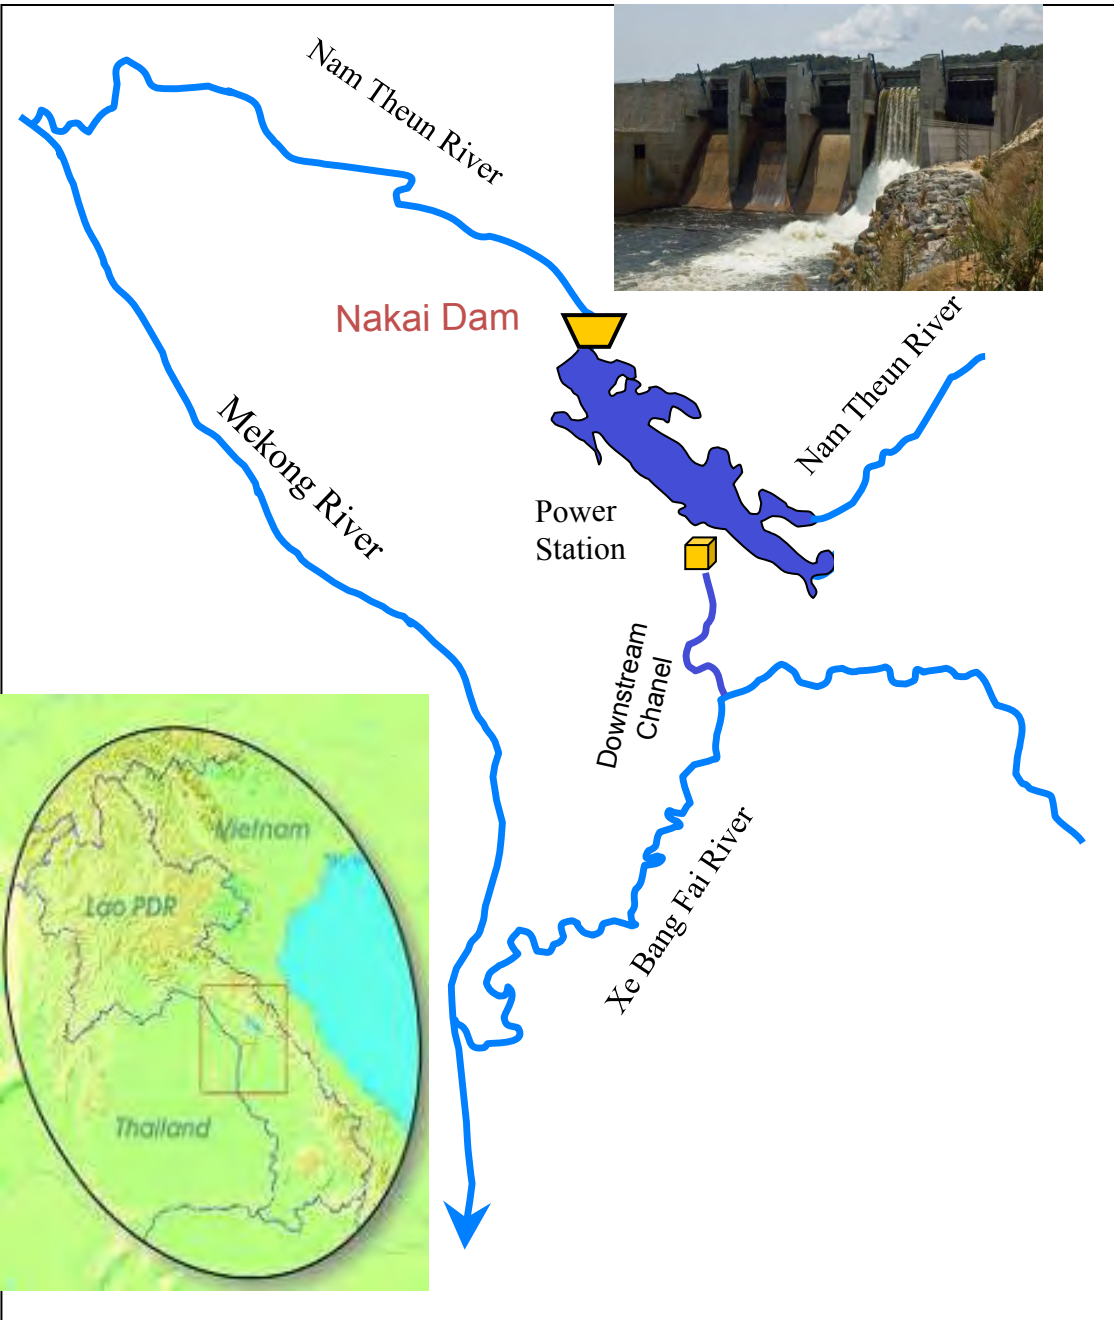 Nam Theun River
Nakai Dam
Nam Theun River
Mekong River
Power
Station
Downstream
Chanel
Xe Bang Fai River
Vietnam
Lao PDR
Thailand